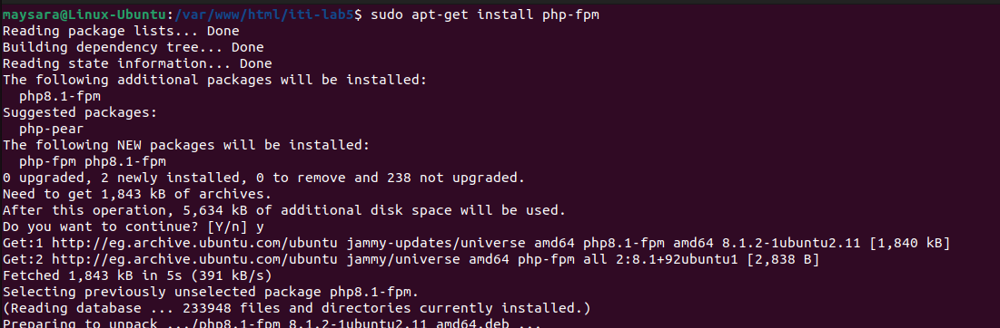 maysara@Linux-Ubuntu:/var/www/html/iti-lab5$ sudo apt-get install php-fpm
Reading package lists... Done
Building dependency tree... Done
Reading state information... Done
The following additional packages will be installed:
  php8.1-fpm
Suggested packages:
  php-pear
The following NEW packages will be installed:
  php-fpm php8.1-fpm
0 upgraded, 2 newly installed, 0 to remove and 238 not upgraded.
Need to get 1,843 kB of archives.
After this operation, 5,634 kB of additional disk space will be used.
Do you want to continue? [Y/n] y
Get:1 http://eg.archive.ubuntu.com/ubuntu jammy-updates/universe amd64 php8.1-fpm amd64 8.1.2-1ubuntu2.11 [1,840 kB]
Get:2 http://eg.archive.ubuntu.com/ubuntu jammy/universe amd64 php-fpm all 2:8.1+92ubuntu1 [2,838 B]
Fetched 1,843 kB in 5s (391 kB/s)
Selecting previously unselected package php8.1-fpm.
(Reading database ... 233948 files and directories currently installed.)
Preparing to unpack .../php8.1-fpm_8.1.2-1ubuntu2.11_amd64.deb ...